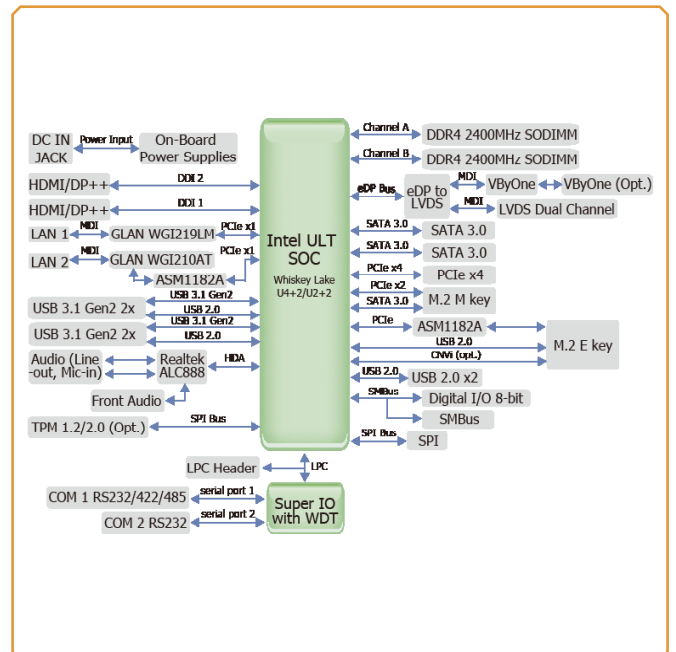 DC IN
JACK
Power Input
On-Board
Power Supplies
HDMI/DP++
DDI 2
HDMI/DP++
DDI 1
LAN 1
MDI
GLAN WGI219LM
PCIe x1
LAN 2
MDI
GLAN WGI210AT
PCIe x1
ASM1182A
USB 3.1 Gen2 2x
USB 3.1 Gen2
USB 2.0
USB 3.1 Gen2 2x
USB 3.1 Gen2
USB 2.0
Audio (Line
-out, Mic-in)
Realtek
ALC888
HDA
Front Audio
TPM 1.2/2.0 (Opt.)
SPI Bus
Intel ULT
SOC
Whiskey Lake
U4+2/U2+2
Channel A
DDR4 2400MHz SODIMM
Channel B
DDR4 2400MHz SODIMM
eDP Bus
eDP to
LVDS
MDI
VByOne
VByOne (Opt.)
MDI
LVDS Dual Channel
SATA 3.0
SATA 3.0
SATA 3.0
SATA 3.0
PCIe x4
PCIe x4
PCIe x2
SATA 3.0
M.2 M key
PCIe
ASM1182A
USB 2.0
CNVi (opt.)
M.2 E key
USB 2.0
USB 2.0 x2
SMBus
Digital I/O 8-bit
SMBus
SPI Bus
SPI
LPC Header
LPC
COM 1 RS232/422/485
serial port 1
COM 2 RS232
serial port 2
Super IO
with WDT